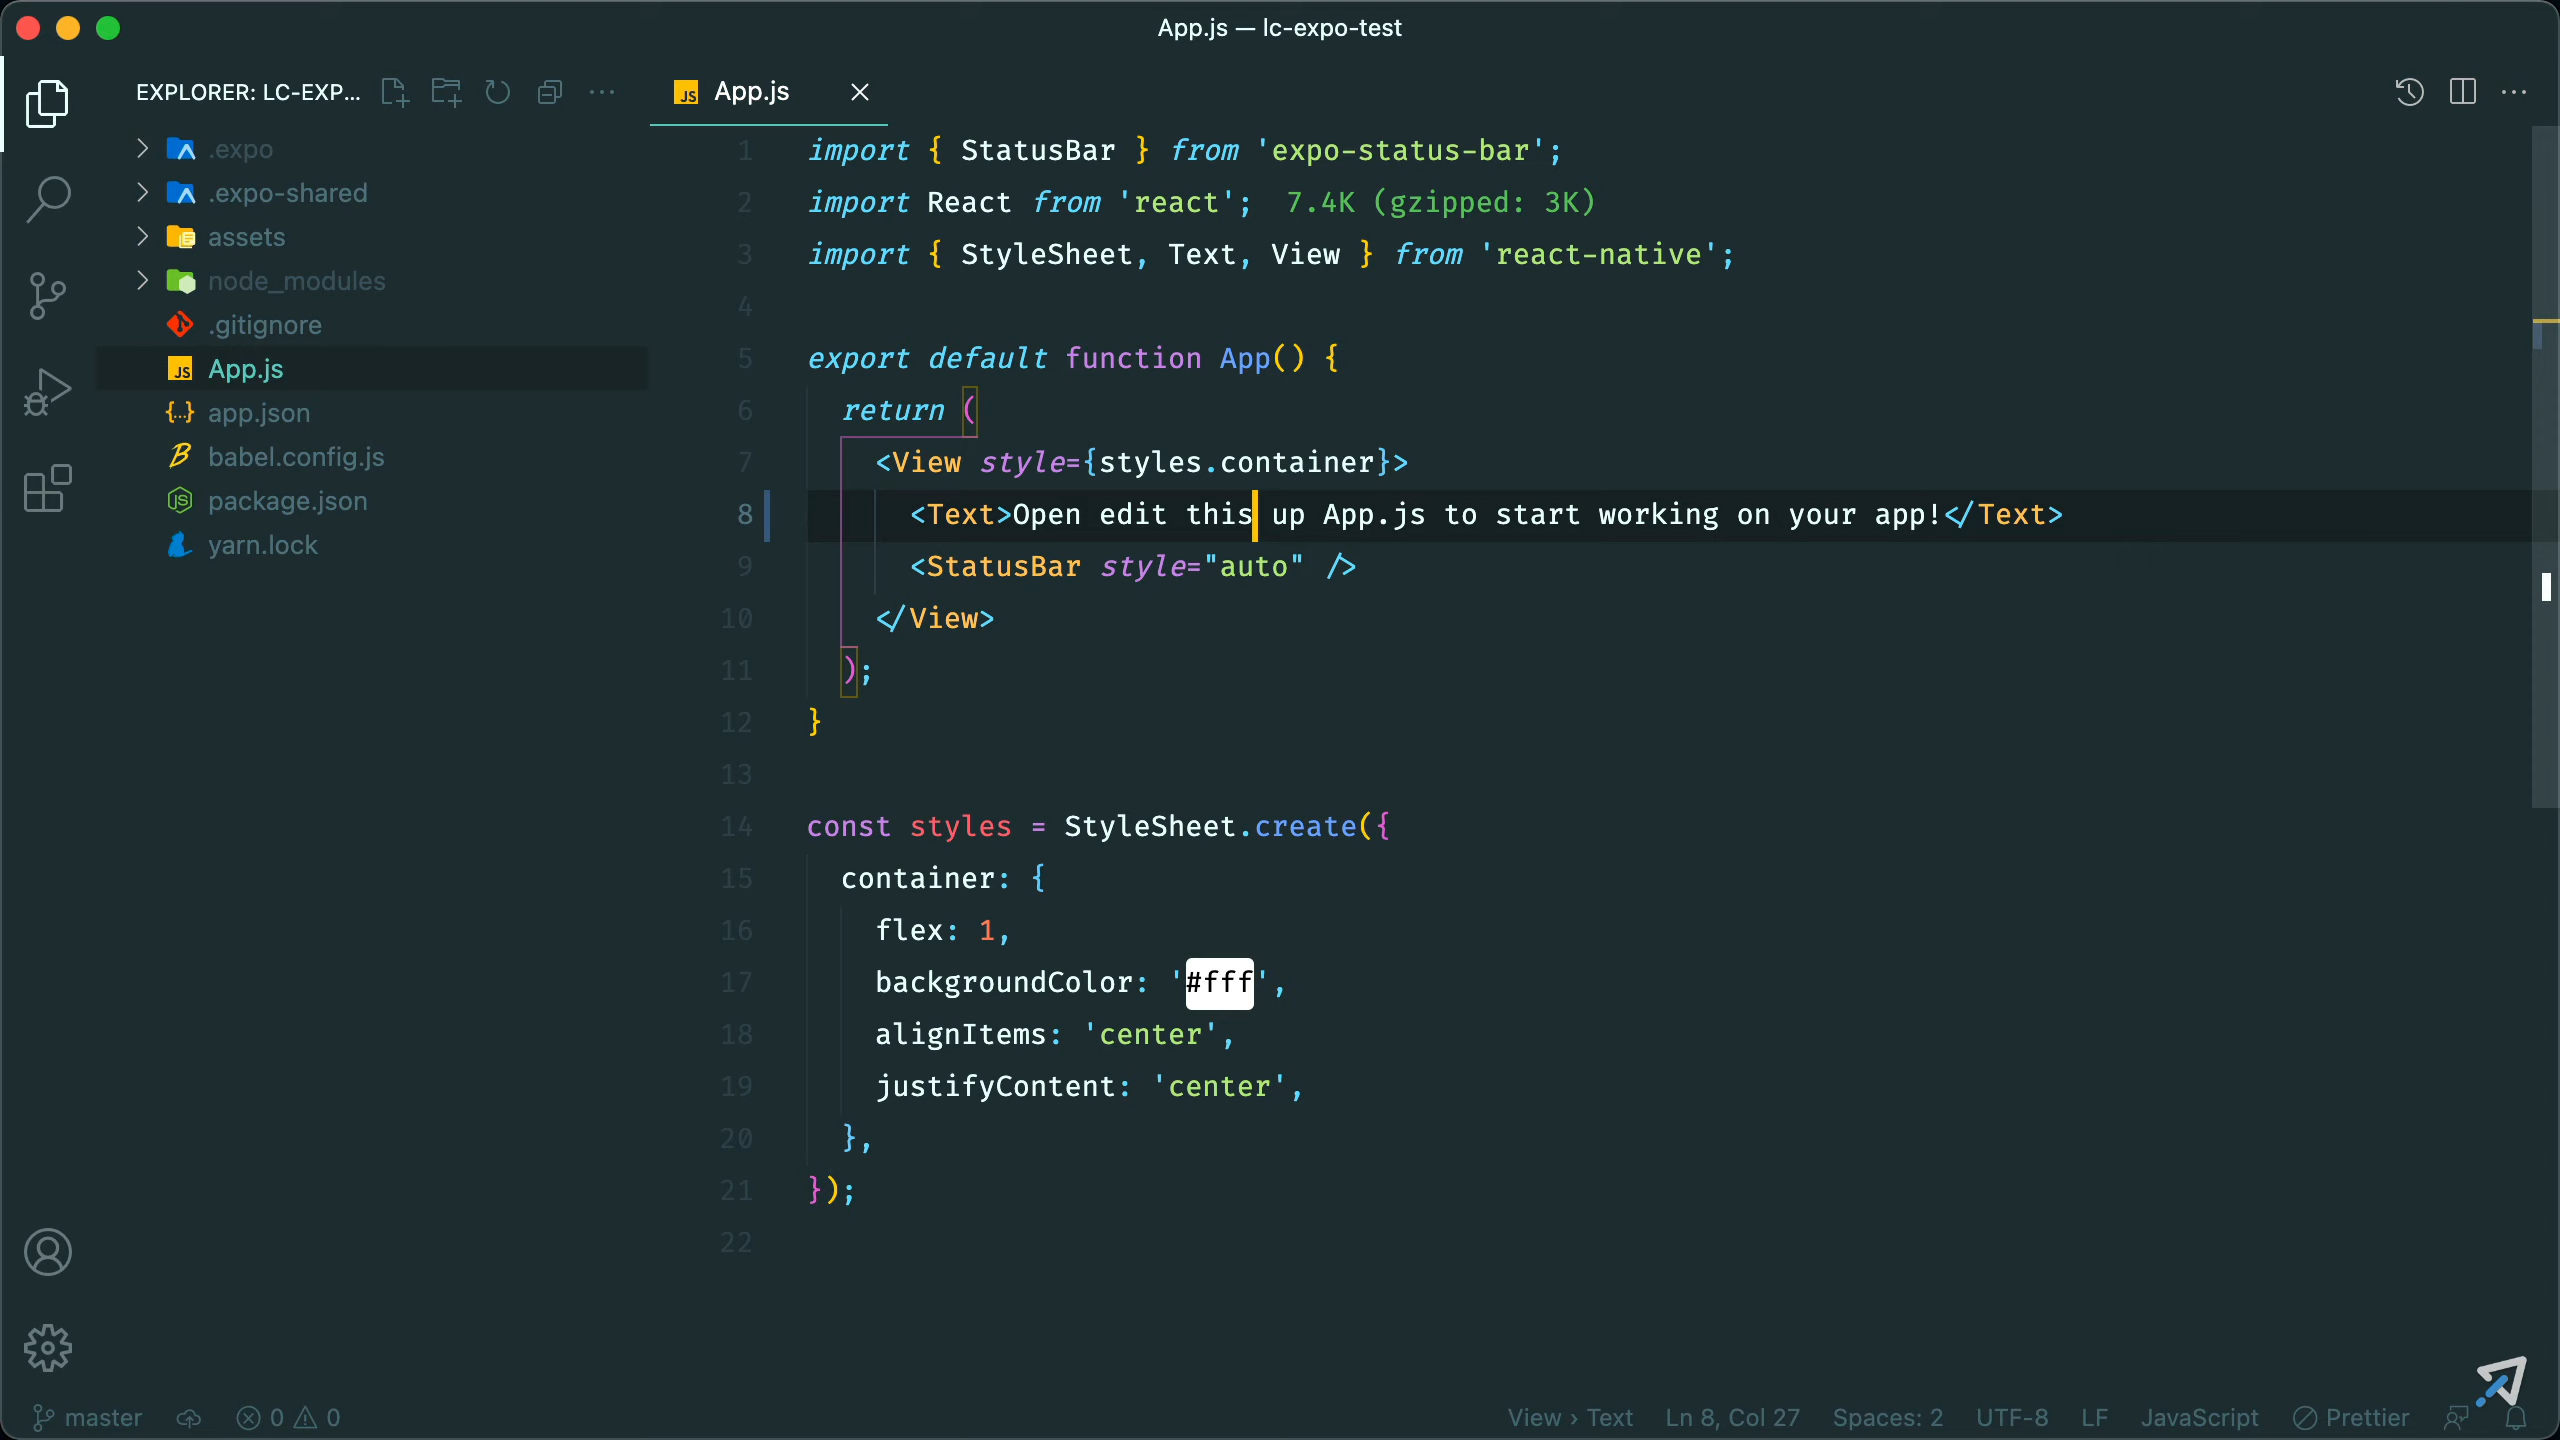 App.js — lc-expo-test
EXPLORER: LC-EXP...
App.js
.expo
.expo-shared
assets
node_modules
.gitignore
App.js
app.json
babel.config.js
package.json
yarn.lock
1 import { StatusBar } from 'expo-status-bar';
2 import React from 'react'; 7.4K (gzipped: 3K)
3 import { StyleSheet, Text, View } from 'react-native';
4
5 export default function App() {
6 return (
7 <View style={styles.container}>
8 <Text>Open edit this up App.js to start working on your app!</Text>
9 <StatusBar style="auto" />
10 </View>
11 );
12 }
13
14 const styles = StyleSheet.create({
15 container: {
16 flex: 1,
17 backgroundColor: '#fff',
18 alignItems: 'center',
19 justifyContent: 'center',
20 },
21 });
22
master 0 0 View › Text Ln 8, Col 27 Spaces: 2 UTF-8 LF JavaScript Prettier